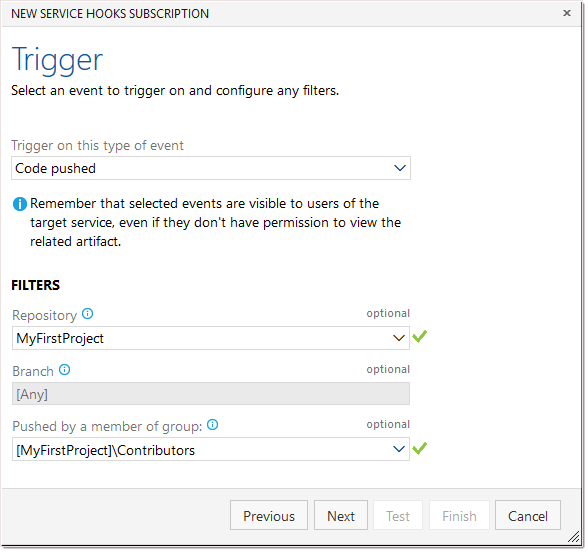 NEW SERVICE HOOKS SUBSCRIPTION
Trigger
Select an event to trigger on and configure any filters.
Trigger on this type of event
Code pushed
Remember that selected events are visible to users of the
target service, even if they don't have permission to view the
related artifact.
FILTERS
Repository optional
MyFirstProject
Branch optional
[Any]
Pushed by a member of group: optional
[MyFirstProject]\Contributors
Previous Next Test Finish Cancel